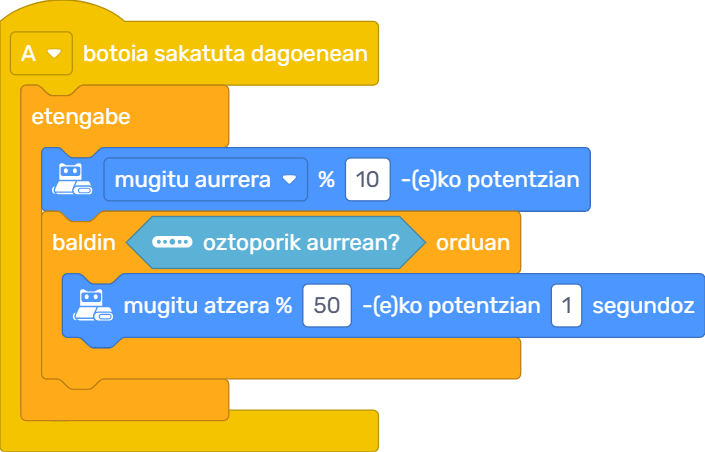 A botoia sakatuta dagoenean
etengabe
mugitu aurrera % 10 -(e)ko potentzian
baldin oztoporik aurrean? orduan
mugitu atzera % 50 -(e)ko potentzian 1 segundoz